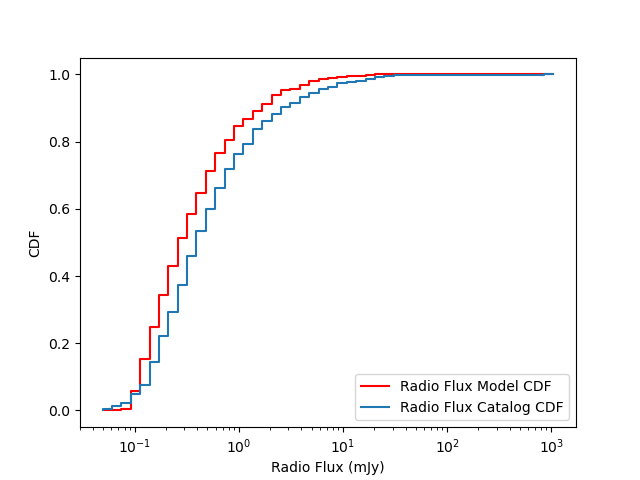 1.0
0.8
0.6
0.4
0.2
0.0
CDF
10⁻¹ 10⁰ 10¹ 10² 10³
Radio Flux (mJy)
Radio Flux Model CDF
Radio Flux Catalog CDF